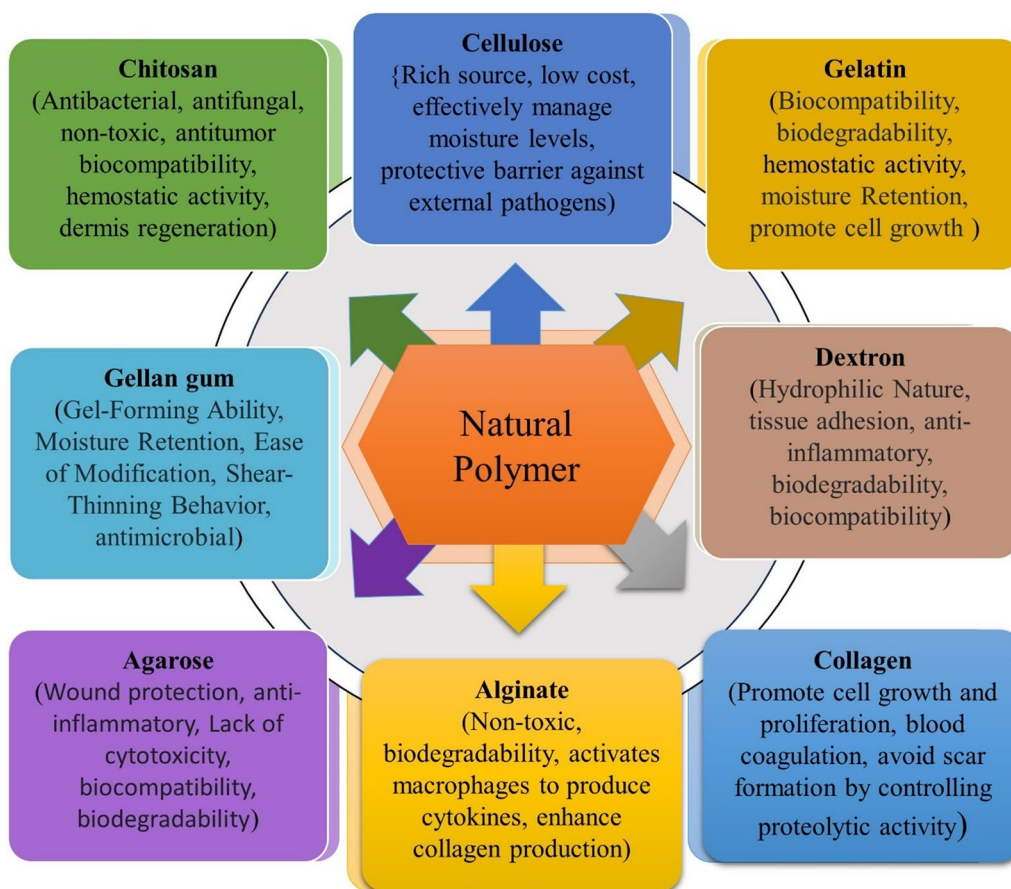 Chitosan
(Antibacterial, antifungal,
non-toxic, antitumor
biocompatibility,
hemostatic activity,
dermis regeneration)
Cellulose
{Rich source, low cost,
effectively manage
moisture levels,
protective barrier against
external pathogens)
Gelatin
(Biocompatibility,
biodegradability,
hemostatic activity,
moisture Retention,
promote cell growth )
Gellan gum
(Gel-Forming Ability,
Moisture Retention, Ease
of Modification, Shear-
Thinning Behavior,
antimicrobial)
Natural
Polymer
Dextron
(Hydrophilic Nature,
tissue adhesion, anti-
inflammatory,
biodegradability,
biocompatibility)
Agarose
(Wound protection, anti-
inflammatory, Lack of
cytotoxicity,
biocompatibility,
biodegradability)
Alginate
(Non-toxic,
biodegradability, activates
macrophages to produce
cytokines, enhance
collagen production)
Collagen
(Promote cell growth and
proliferation, blood
coagulation, avoid scar
formation by controlling
proteolytic activity)